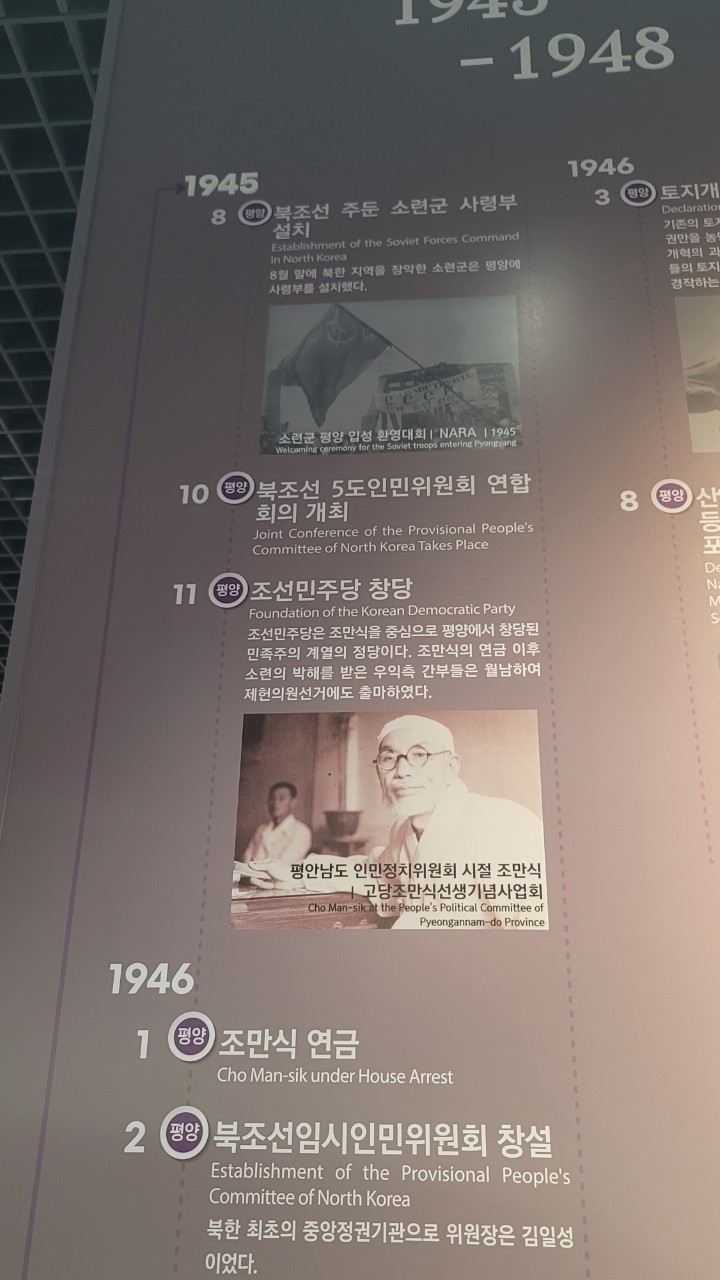 1945
–1948
1945
8 평양 북조선 주둔 소련군 사령부
설치
Establishment of the Soviet Forces Command
in North Korea
8월 말에 북한 지역을 장악한 소련군은 평양에
사령부를 설치했다.
소련군 평양 입성 환영대회 | NARA | 1945
Welcoming ceremony for the Soviet troops entering Pyongyang
10 평양 북조선 5도인민위원회 연합
회의 개최
Joint Conference of the Provisional People's
Committee of North Korea Takes Place
11 평양 조선민주당 창당
Foundation of the Korean Democratic Party
조선민주당은 조만식을 중심으로 평양에서 창당된
민족주의 계열의 정당이다. 조만식의 연금 이후
소련의 박해를 받은 우익측 간부들은 월남하여
제헌의원선거에도 출마하였다.
평안남도 인민정치위원회 시절 조만식
| 고당조만식선생기념사업회
Cho Man-sik at the People's Political Committee of
Pyeongannam-do Province
1946
1 평양 조만식 연금
Cho Man-sik under House Arrest
2 평양 북조선임시인민위원회 창설
Establishment of the Provisional People's
Committee of North Korea
북한 최초의 중앙정권기관으로 위원장은 김일성
이었다.
1946
3 평양 토지개
Declaratio
기존의 토지
권만을 농민
개혁의 과
들의 토지
경작하는
8 평양 산
등
포
De
Na
M
S